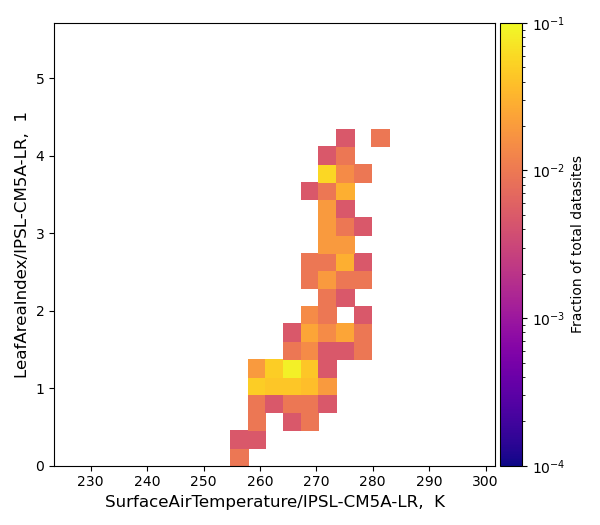 5
4
3
2
1
0
LeafAreaIndex/IPSL-CM5A-LR,  1
230 240 250 260 270 280 290 300
SurfaceAirTemperature/IPSL-CM5A-LR,  K
10⁻¹
10⁻²
10⁻³
10⁻⁴
Fraction of total datasites